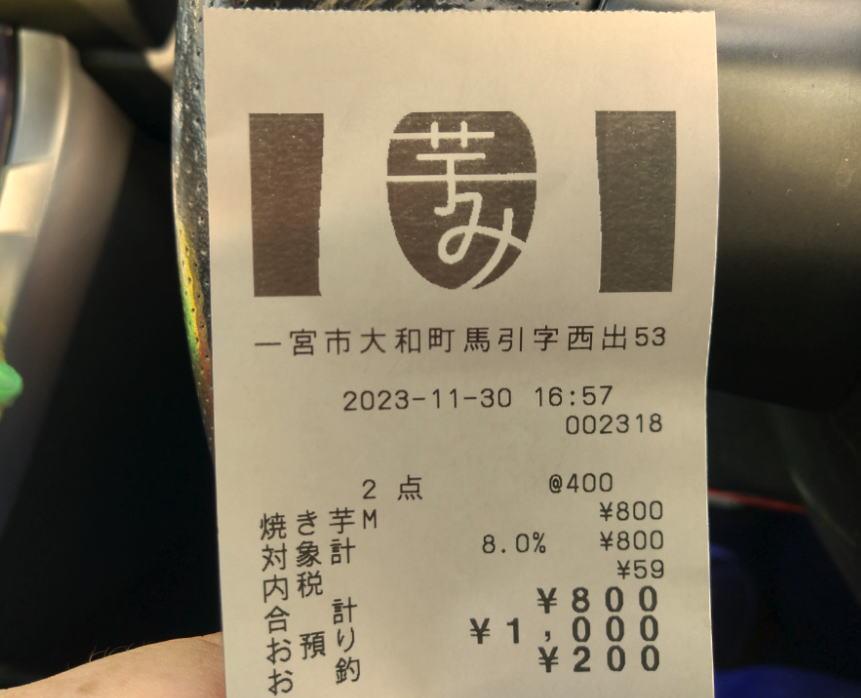 芋み
一宮市大和町馬引字西出53
2023-11-30 16:57
002318
2 点 @400
焼き芋M ¥800
対象計 8.0% ¥800
内税 ¥59
合 計 ¥800
お預り ¥1,000
お 釣 ¥200